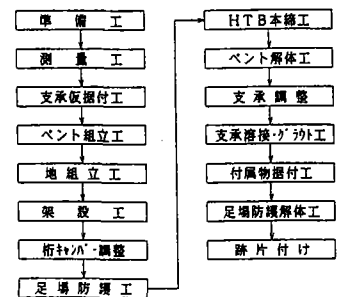 準備工
測量工
支承仮据付工
ベント組立工
地組立工
架設工
桁キャンバー調整
足場防護工
HTB本締工
ベント解体工
支承調整
支承溶接・グラウト工
付属物据付工
足場防護解体工
跡片付け